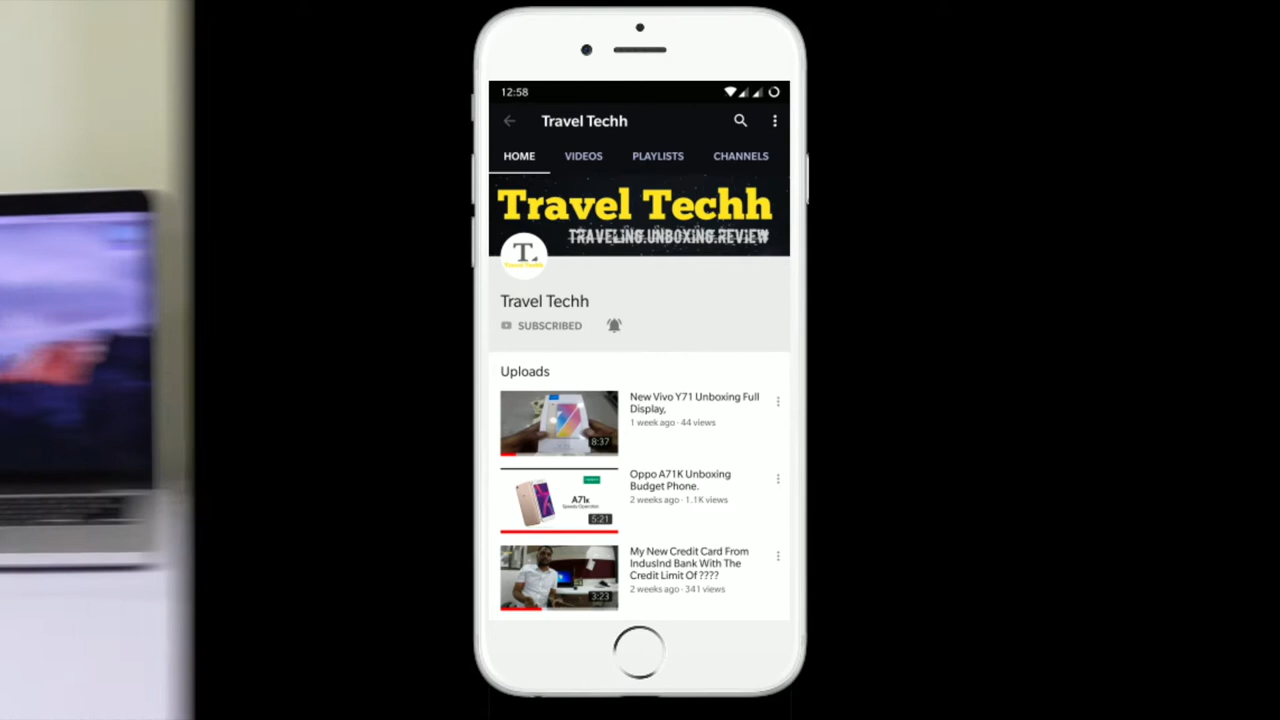 12:58
Travel Techh
HOME VIDEOS PLAYLISTS CHANNELS
Travel Techh
TRAVELING.UNBOXING.REVIEW
T.
Travel Techh
Travel Techh
SUBSCRIBED
Uploads
New Vivo Y71 Unboxing Full
Display,
1 week ago · 44 views
8:37
Oppo A71K Unboxing
Budget Phone.
2 weeks ago · 1.1K views
A71k
5:21
My New Credit Card From
IndusInd Bank With The
Credit Limit Of ????
2 weeks ago · 341 views
3:23